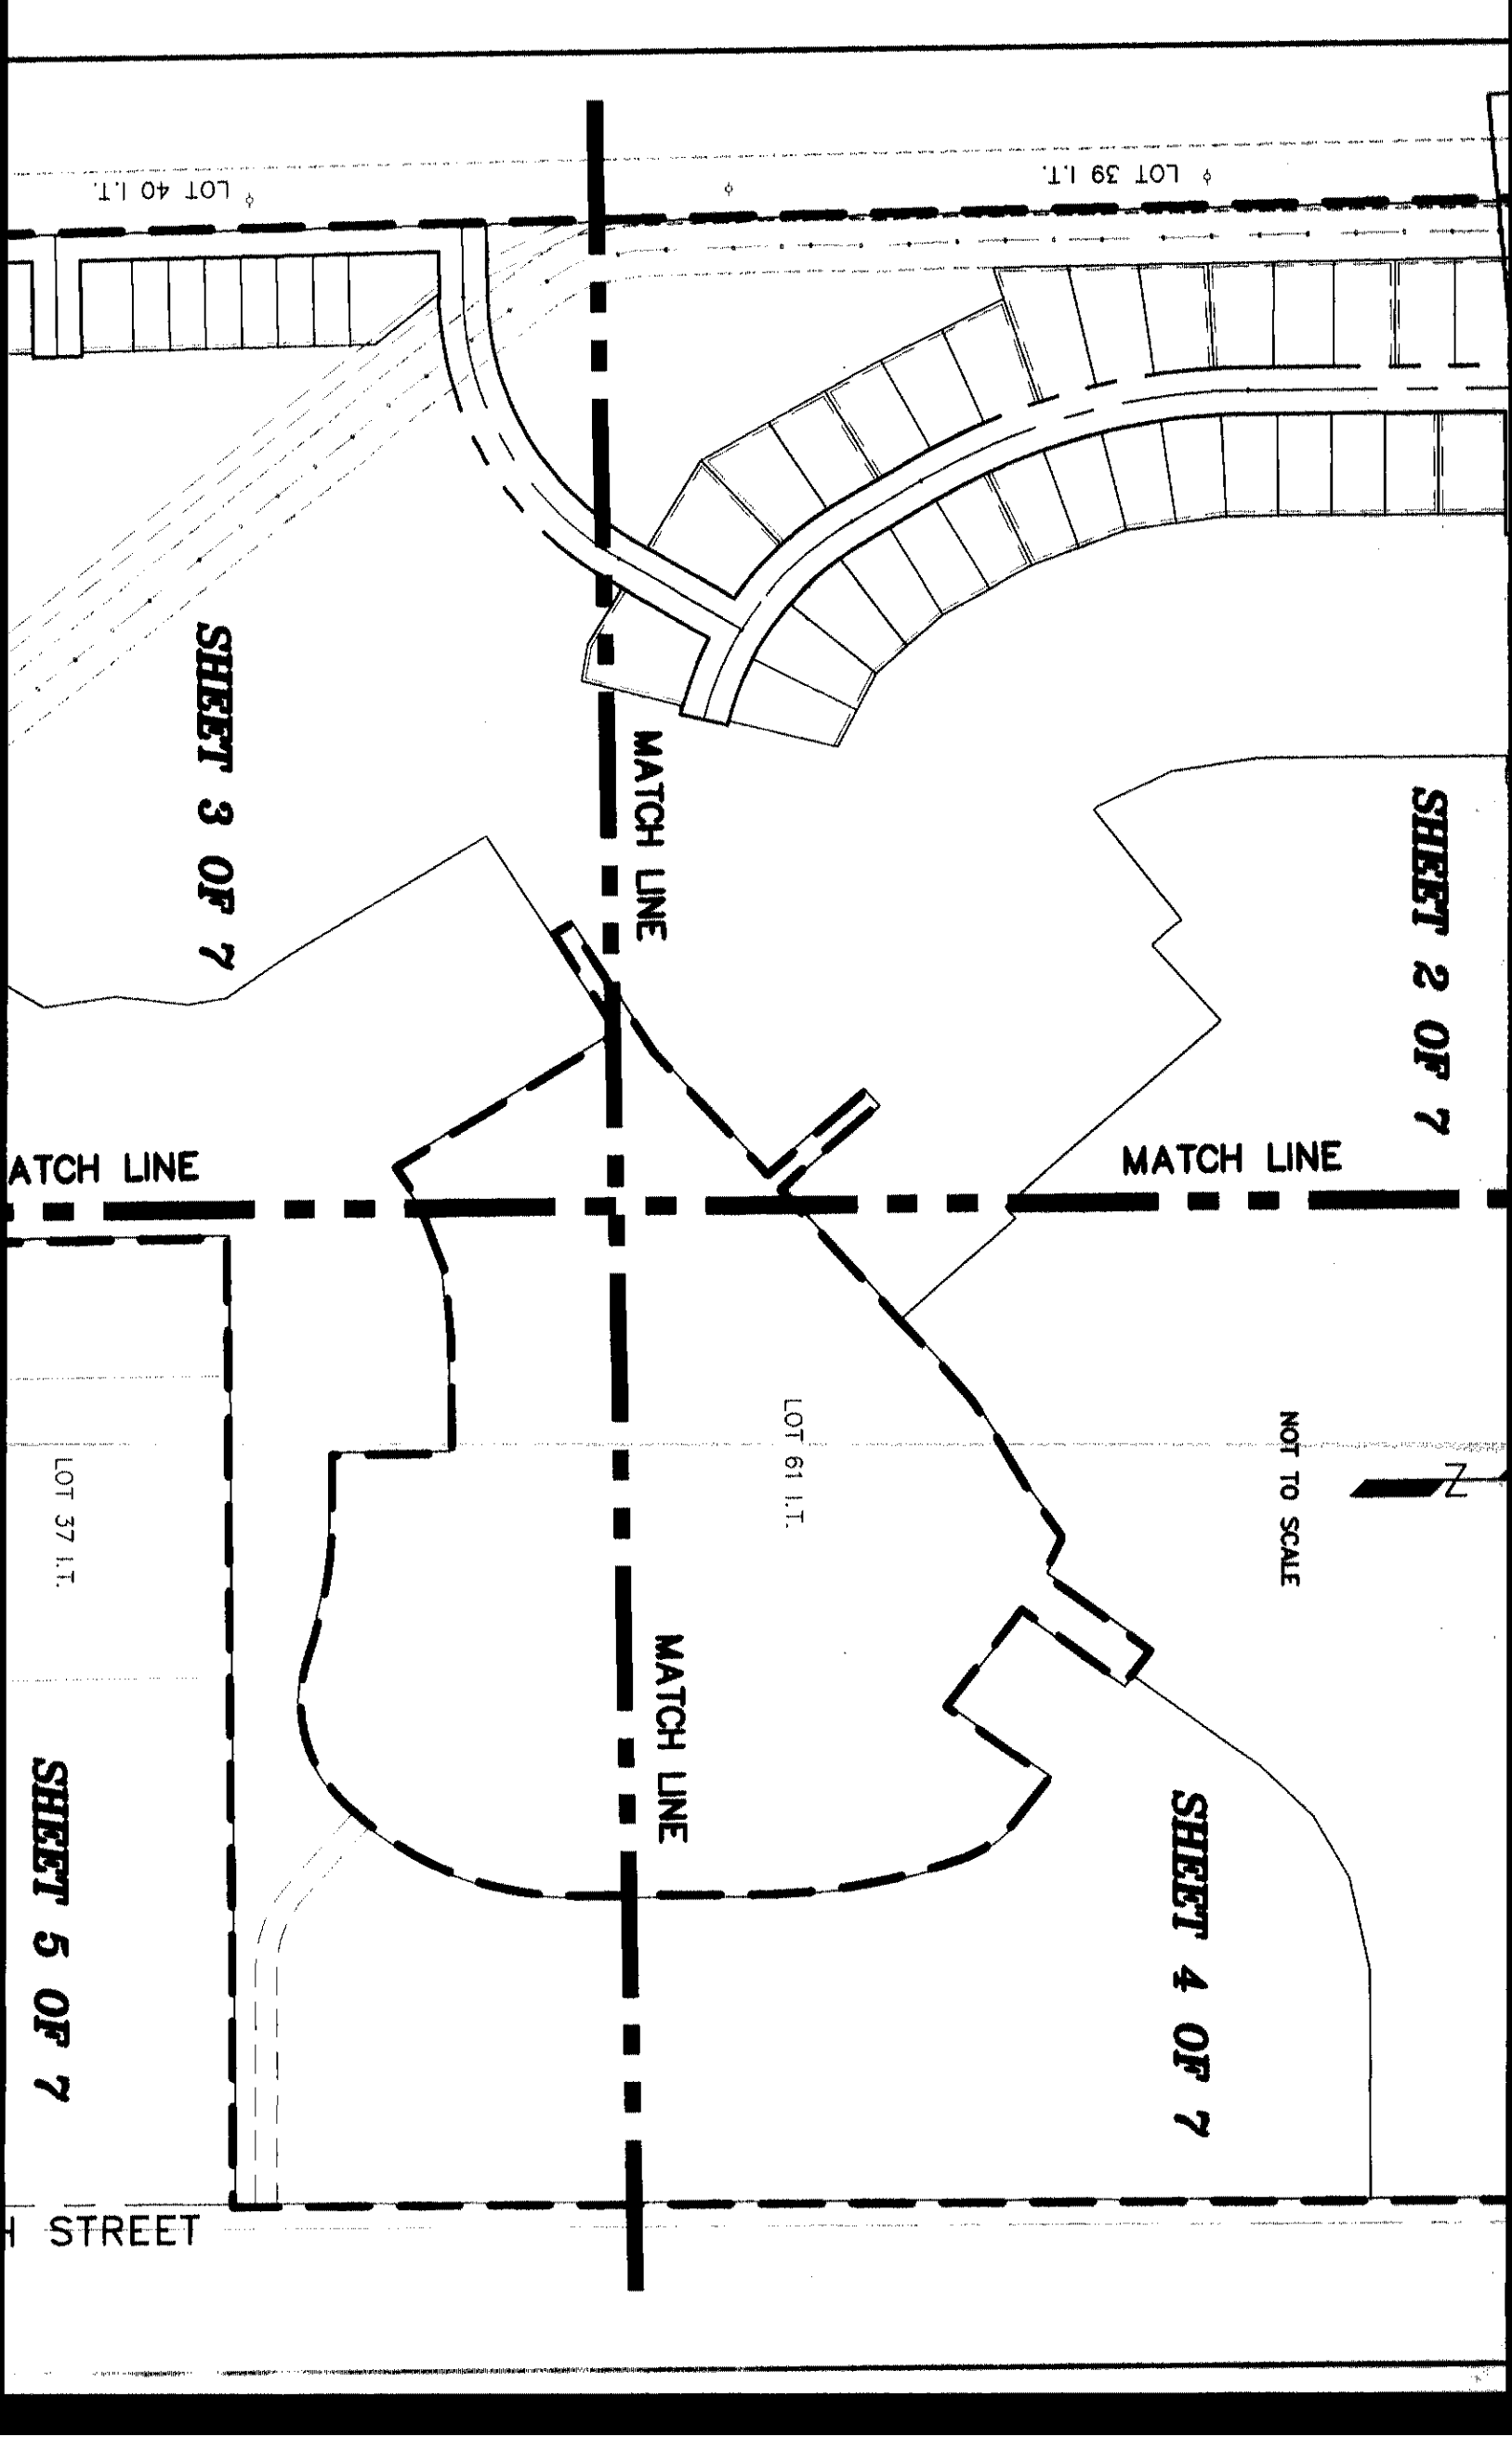 LOT 40 I.T.
LOT 39 I.T.
SHEET 3 OF 7
MATCH LINE
SHEET 2 OF 7
ATCH LINE
MATCH LINE
LOT 61 I.T.
NOT TO SCALE
Z
LOT 37 I.T.
MATCH LINE
SHEET 5 OF 7
SHEET 4 OF 7
H STREET